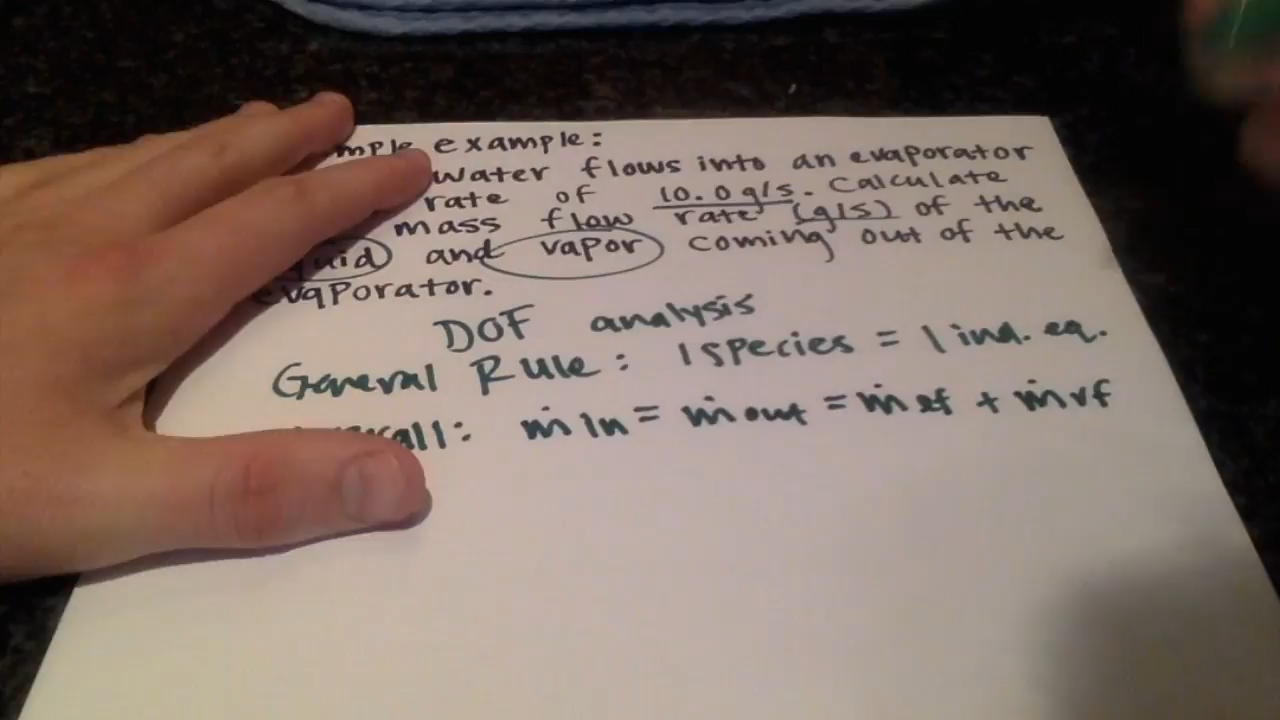 example:
water flows into an evaporator
rate of 10.0 g/s. Calculate
mass flow rate (g/s) of the
and vapor coming out of the
evaporator.
DOF analysis
General Rule: 1 species = 1 ind. eq.
ṁin = ṁout = ṁef + ṁvf